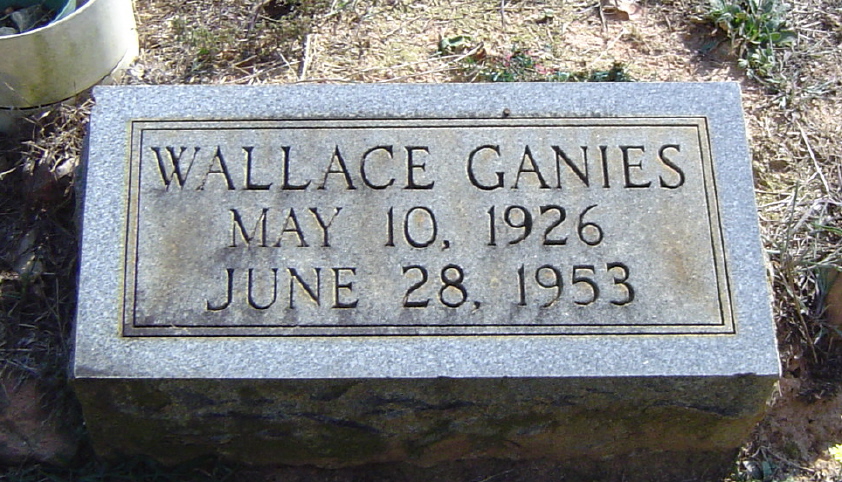 WALLACE GANIES
MAY 10, 1926
JUNE 28, 1953